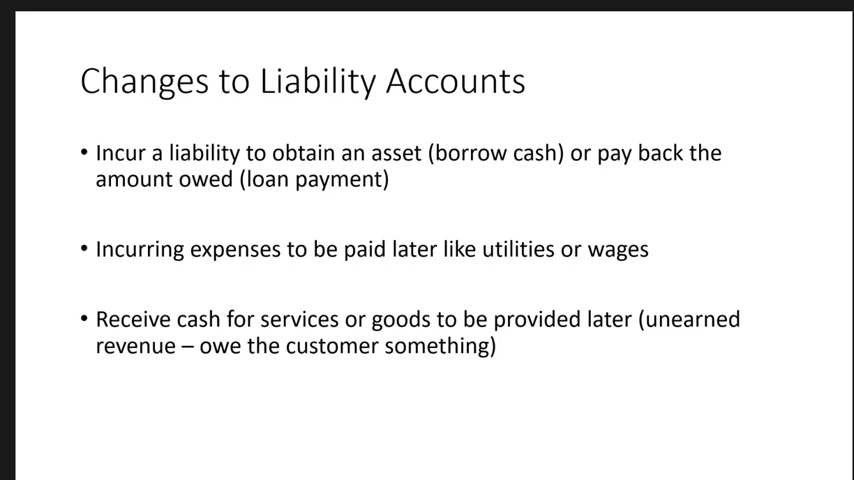 Changes to Liability Accounts
• Incur a liability to obtain an asset (borrow cash) or pay back the
amount owed (loan payment)
• Incurring expenses to be paid later like utilities or wages
• Receive cash for services or goods to be provided later (unearned
revenue – owe the customer something)